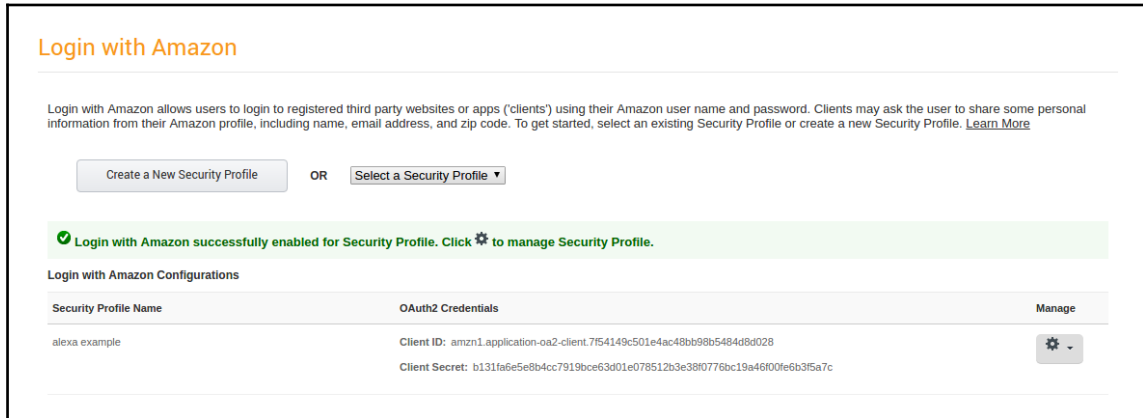 Login with Amazon
Login with Amazon allows users to login to registered third party websites or apps ('clients') using their Amazon user name and password. Clients may ask the user to share some personal
information from their Amazon profile, including name, email address, and zip code. To get started, select an existing Security Profile or create a new Security Profile. Learn More
Create a New Security Profile OR Select a Security Profile
Login with Amazon successfully enabled for Security Profile. Click to manage Security Profile.
Login with Amazon Configurations
Security Profile Name OAuth2 Credentials Manage
alexa example Client ID: amzn1.application-oa2-client.7f54149c501e4ac48bb98b5484d8d028
Client Secret: b131fa6e5e8b4cc7919bce63d01e078512b3e38f0776bc19a46f00fe6b3f5a7c